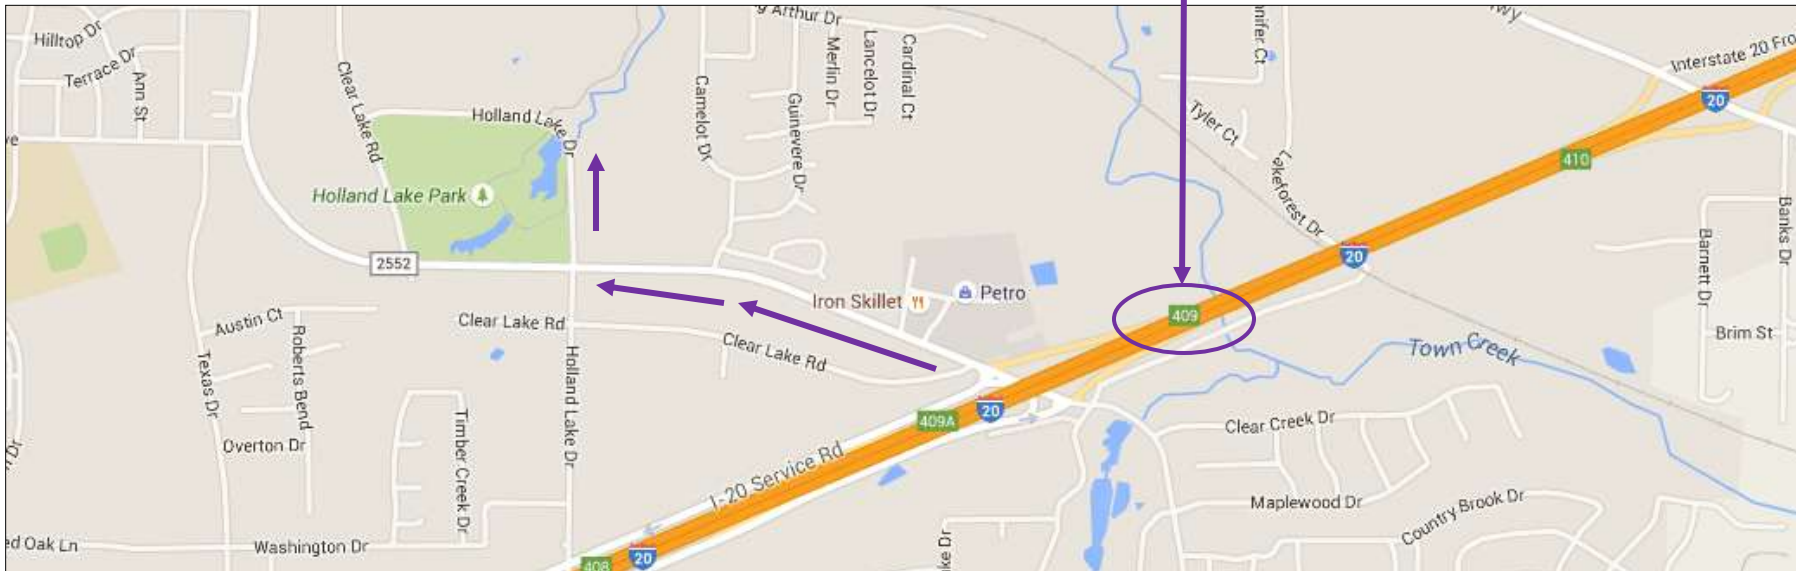 Hilltop Dr
Terrace Dr
Ann St
Clear Lake Rd
Holland Lake Dr
Holland Lake Park
2552
Camelot Dr
Arthur Dr
Merlin Dr
Lancelot Dr
Cardinal Ct
Guinevere Dr
Tyler Ct
Lakeforest Dr
Interstate 20 Fro
20
410
20
Banks Dr
Barnett Dr
Brim St
Iron Skillet
Petro
409
Town Creek
Austin Ct
Roberts Bend
Texas Dr
Overton Dr
Clear Lake Rd
Clear Lake Rd
Holland Lake Dr
Timber Creek Dr
409A
20
I-20 Service Rd
Clear Creek Dr
Maplewood Dr
Country Brook Dr
ed Oak Ln
Washington Dr
408
20